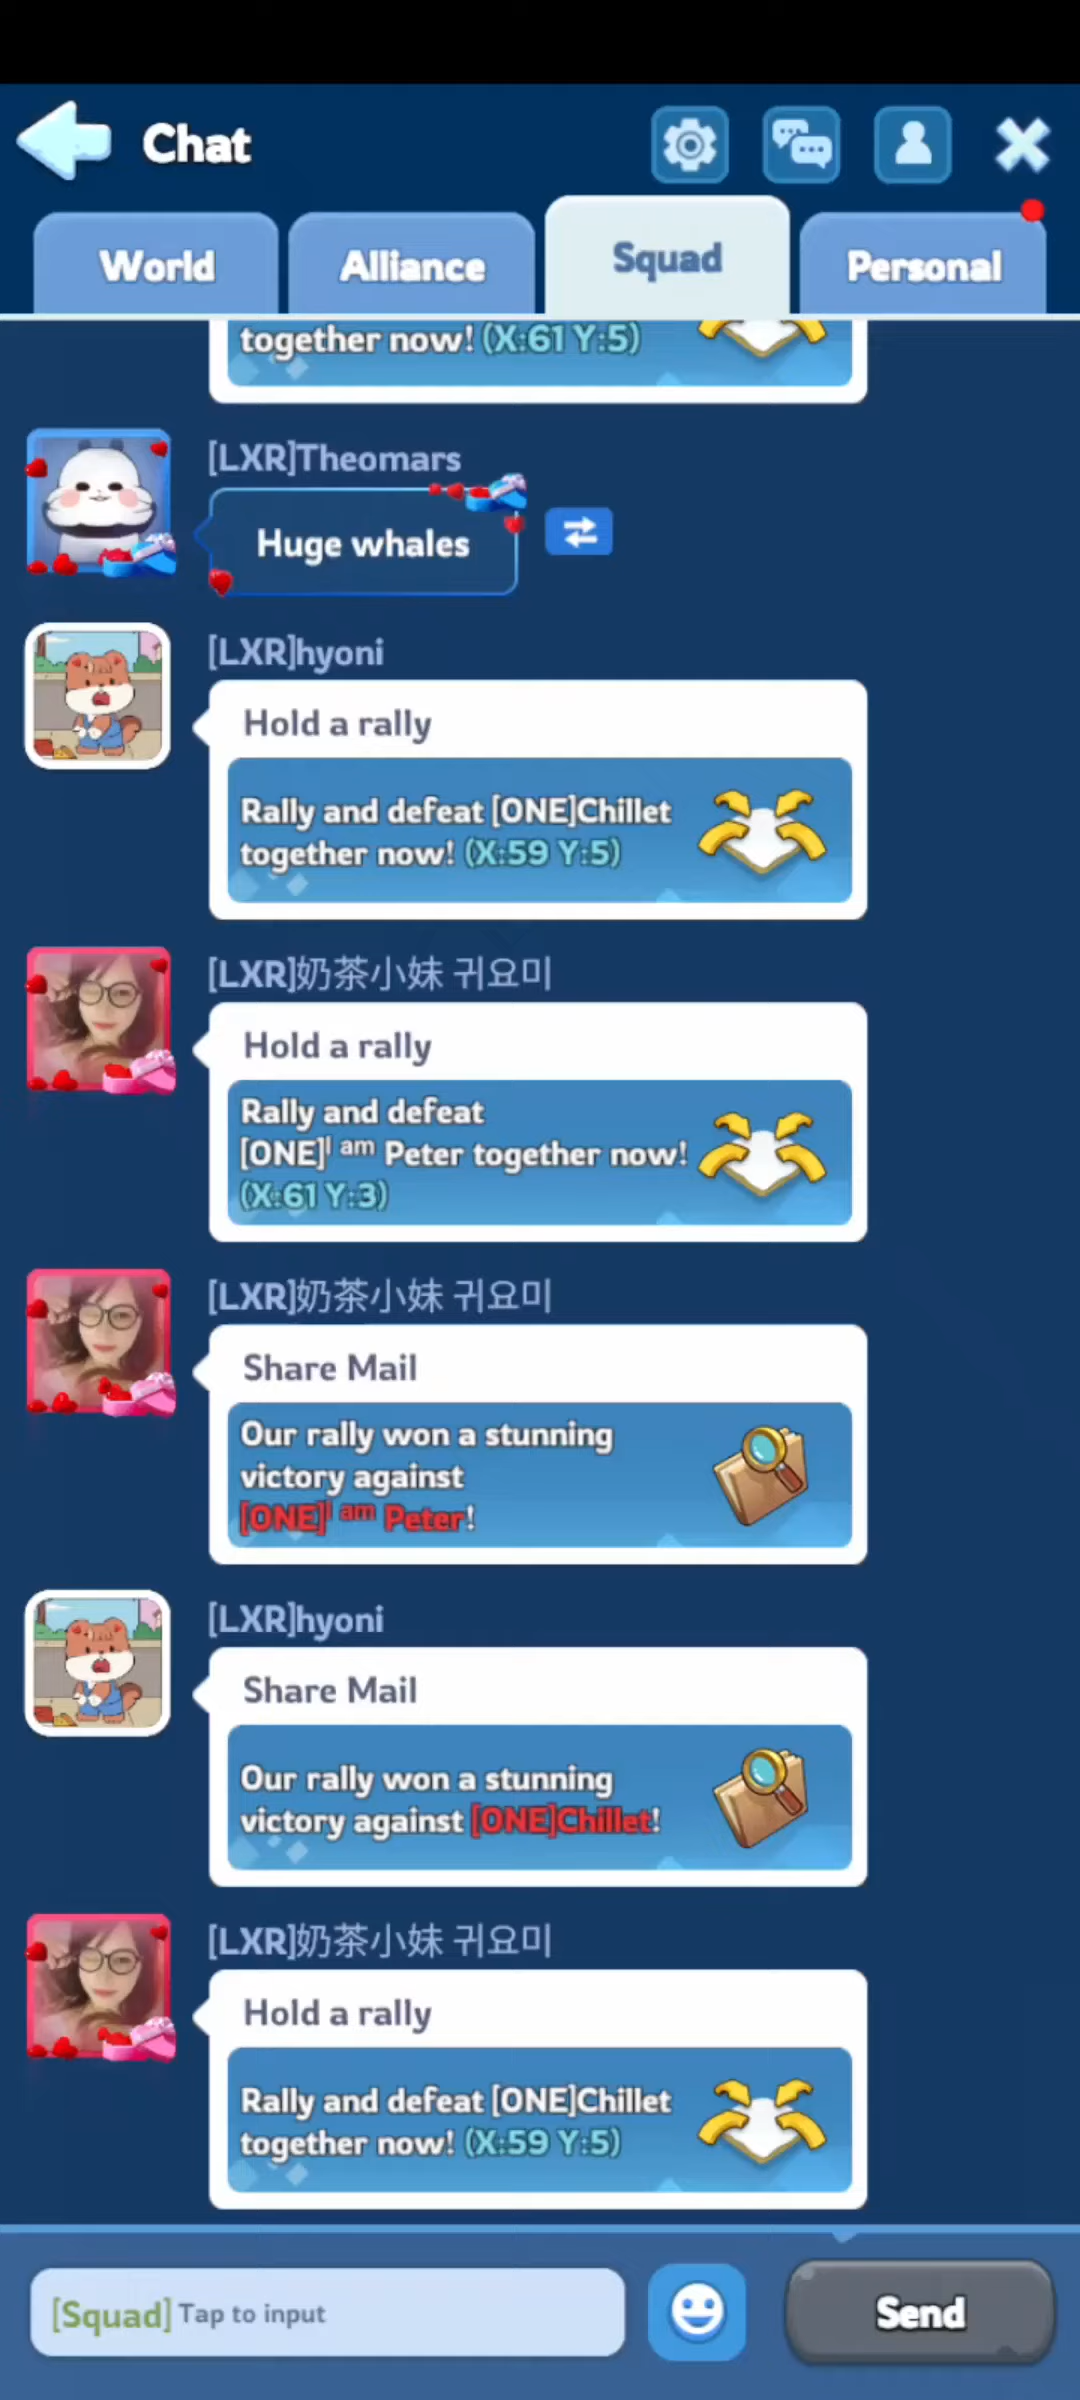 Chat
World
Alliance
Squad
Personal
together now! (X:61 Y:5)
[LXR]Theomars
Huge whales
[LXR]hyoni
Hold a rally
Rally and defeat [ONE]Chillet
together now! (X:59 Y:5)
[LXR]奶茶小妹 귀요미
Hold a rally
Rally and defeat
[ONE]ᴵ ᵃᵐ Peter together now!
(X:61 Y:3)
[LXR]奶茶小妹 귀요미
Share Mail
Our rally won a stunning
victory against
[ONE]ᴵ ᵃᵐ Peter!
[LXR]hyoni
Share Mail
Our rally won a stunning
victory against [ONE]Chillet!
[LXR]奶茶小妹 귀요미
Hold a rally
Rally and defeat [ONE]Chillet
together now! (X:59 Y:5)
[Squad] Tap to input
Send